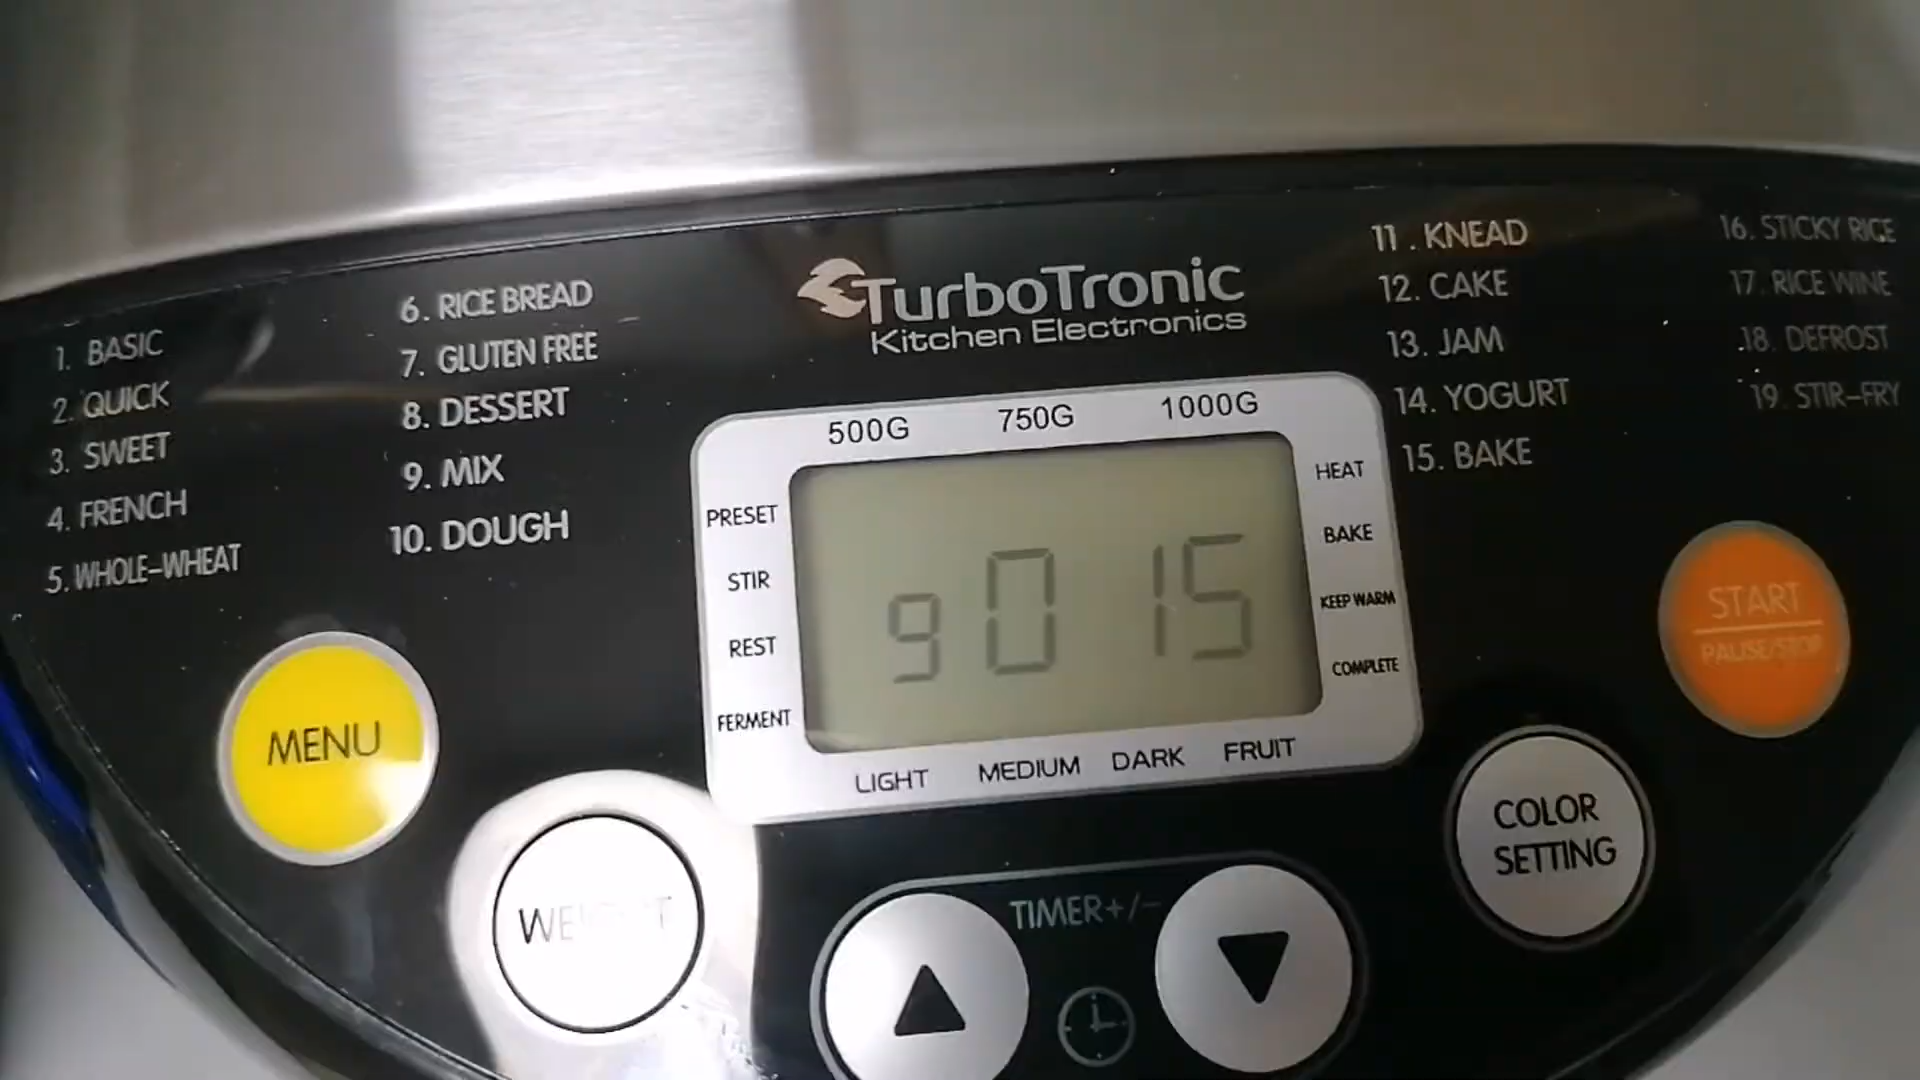 1. BASIC
2. QUICK
3. SWEET
4. FRENCH
5. WHOLE-WHEAT
6. RICE BREAD
7. GLUTEN FREE
8. DESSERT
9. MIX
10. DOUGH
TurboTronic
Kitchen Electronics
11. KNEAD
12. CAKE
13. JAM
14. YOGURT
15. BAKE
16. STICKY RICE
17. RICE WINE
18. DEFROST
19. STIR-FRY
500G 750G 1000G
PRESET
STIR
REST
FERMENT
9 0 15
HEAT
BAKE
KEEP WARM
COMPLETE
LIGHT MEDIUM DARK FRUIT
MENU
WEIGHT
TIMER+/-
COLOR
SETTING
START
PAUSE/STOP